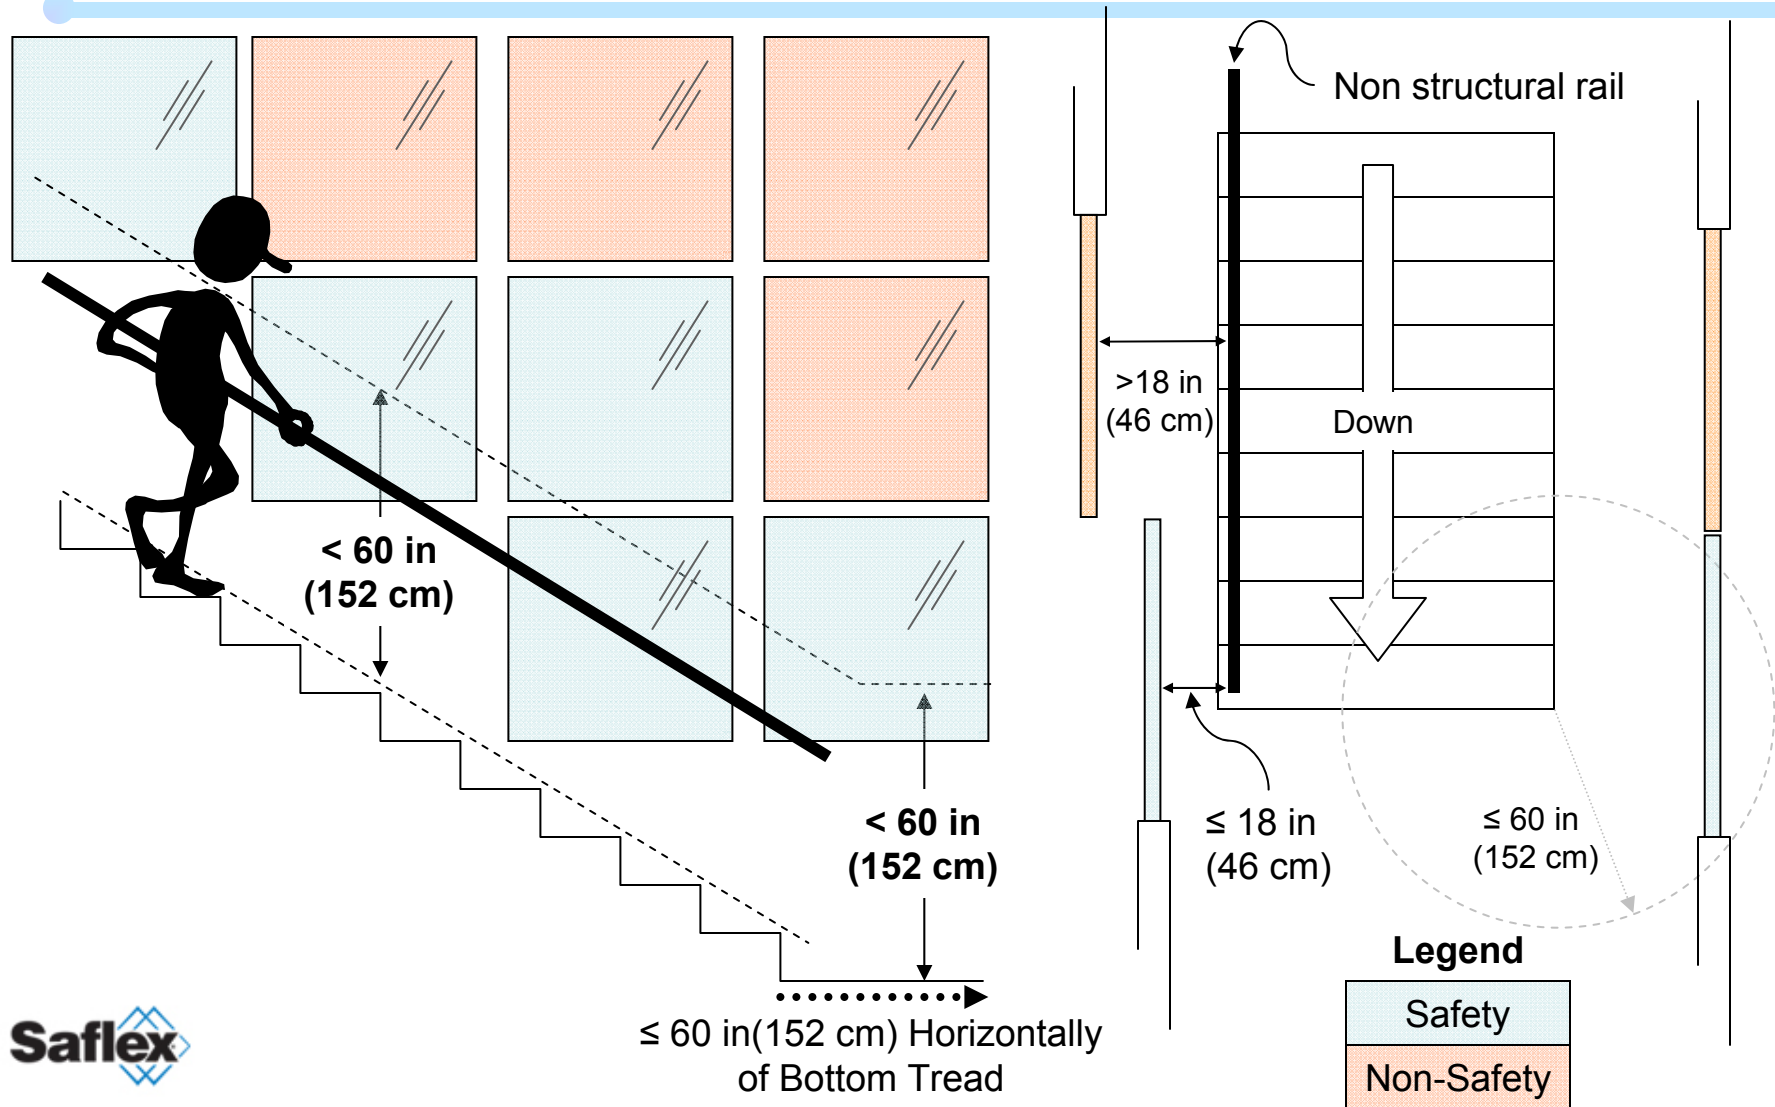 Non structural rail
>18 in
(46 cm)
Down
< 60 in
(152 cm)
< 60 in
(152 cm)
≤ 18 in
(46 cm)
≤ 60 in
(152 cm)
≤ 60 in(152 cm) Horizontally
of Bottom Tread
Legend
Safety
Non-Safety
Saflex